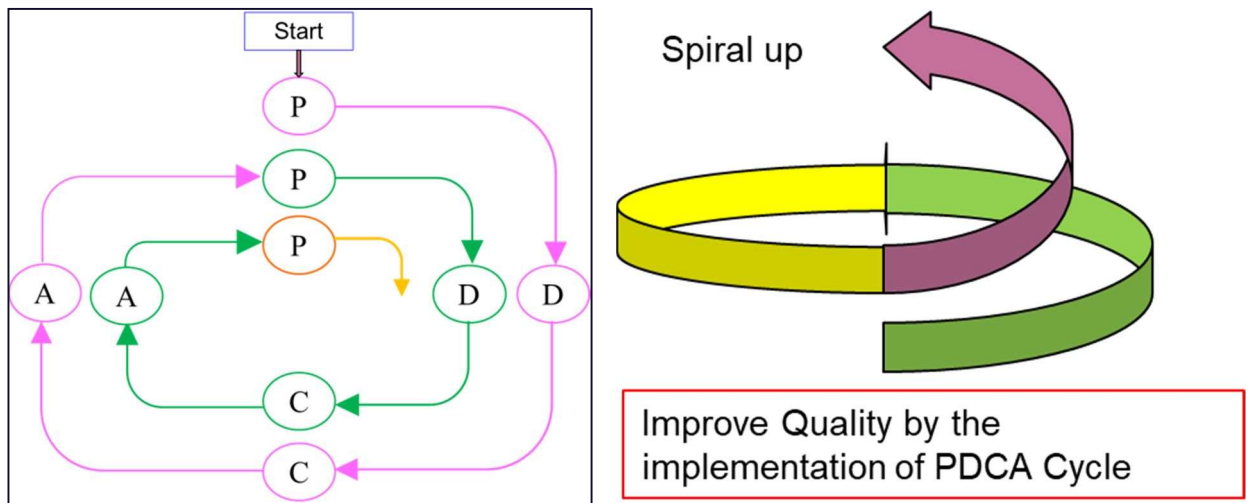 Start
P
P
P
A
A
D
D
C
C
Spiral up
Improve Quality by the
implementation of PDCA Cycle